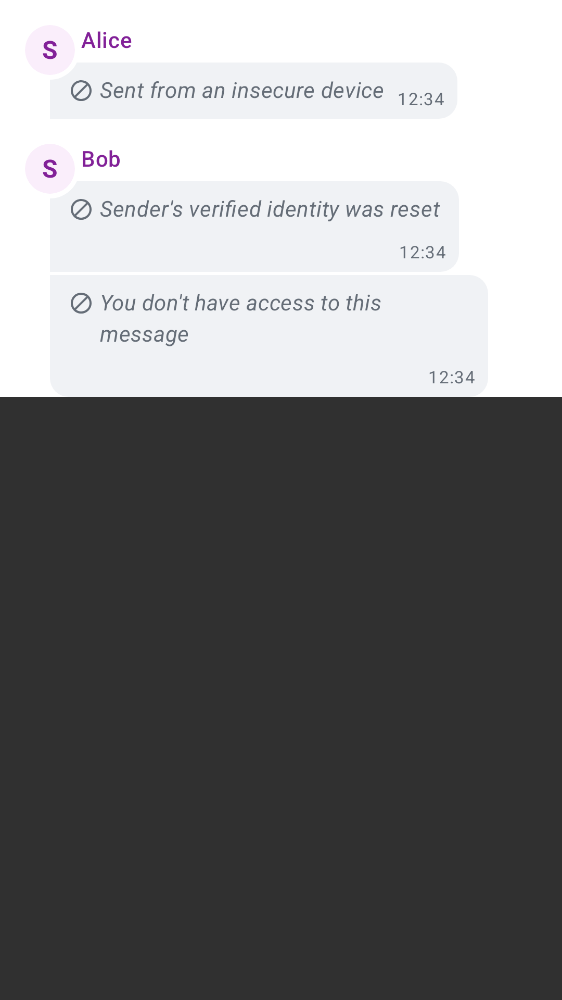 S Alice
Sent from an insecure device 12:34
S Bob
Sender's verified identity was reset
12:34
You don't have access to this
message
12:34